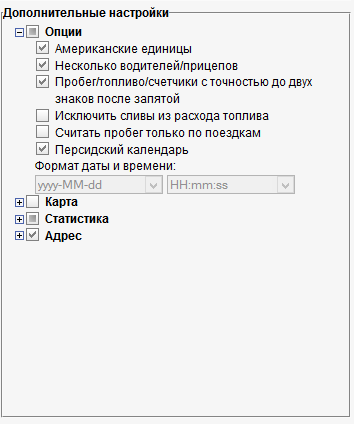 Дополнительные настройки
Опции
Американские единицы
Несколько водителей/прицепов
Пробег/топливо/счетчики с точностью до двух
знаков после запятой
Исключить сливы из расхода топлива
Считать пробег только по поездкам
Персидский календарь
Формат даты и времени:
yyyy-MM-dd HH:mm:ss
Карта
Статистика
Адрес